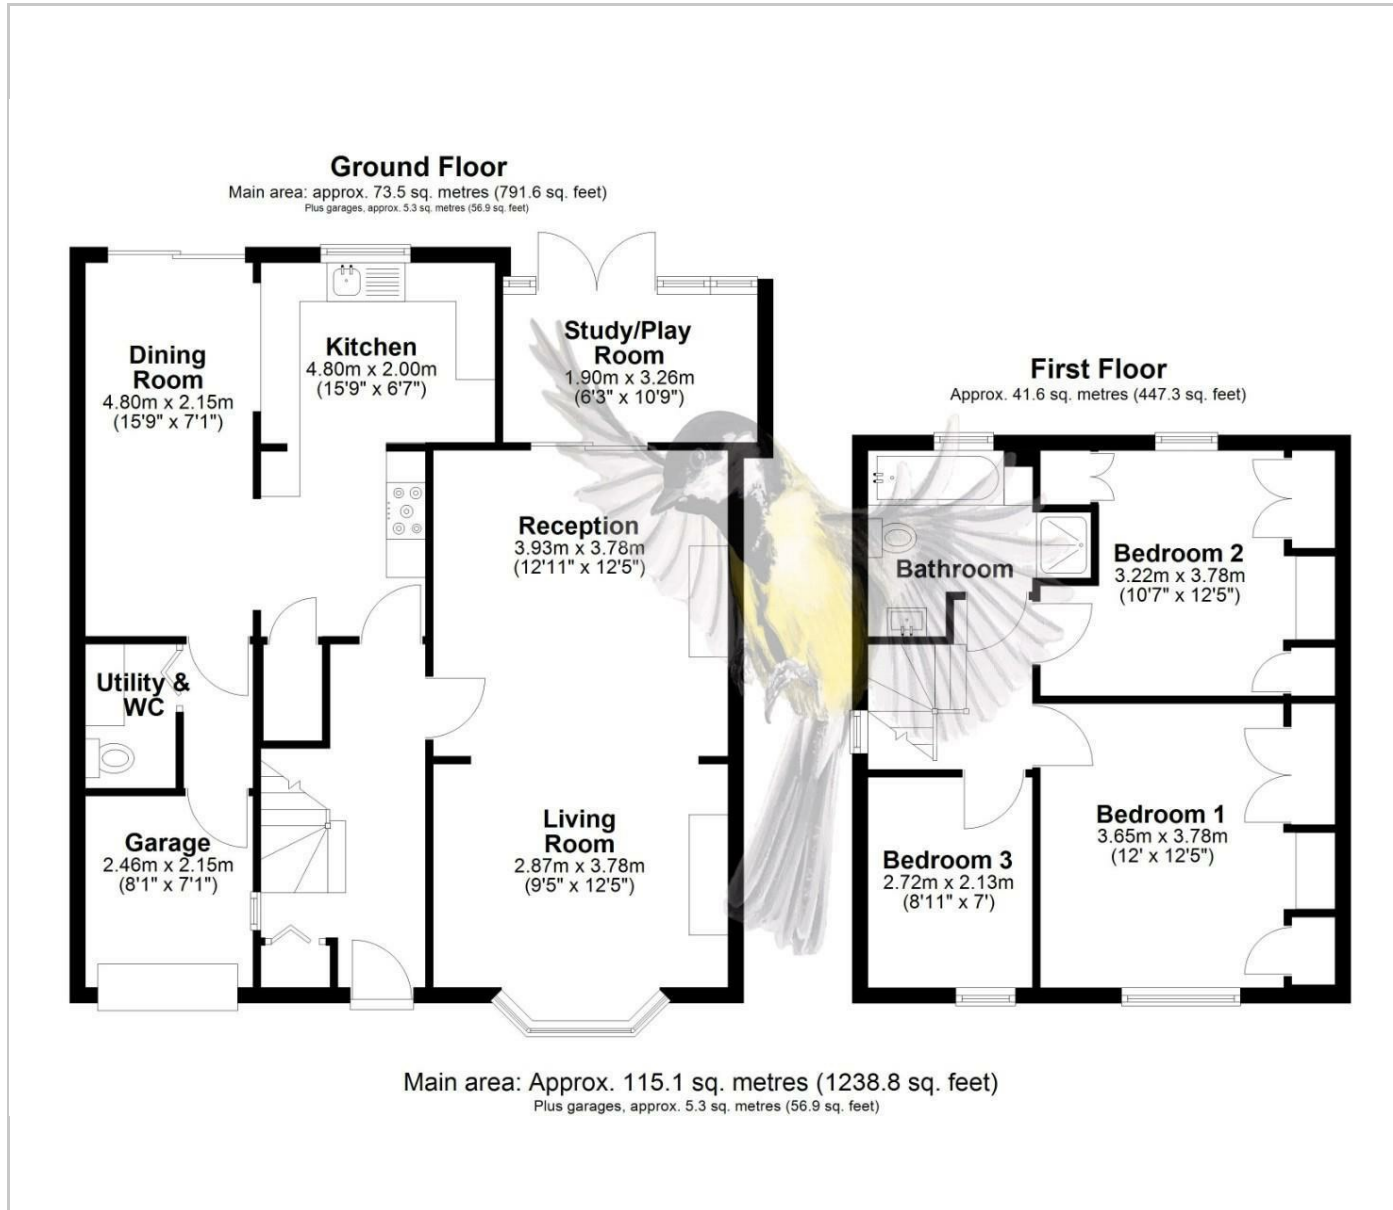 Ground Floor
Main area: approx. 73.5 sq. metres (791.6 sq. feet)
Plus garages, approx. 5.3 sq. metres (56.9 sq. feet)
Dining
Room
4.80m x 2.15m
(15'9" x 7'1")
Kitchen
4.80m x 2.00m
(15'9" x 6'7")
Study/Play
Room
1.90m x 3.26m
(6'3" x 10'9")
Reception
3.93m x 3.78m
(12'11" x 12'5")
Utility &
WC
Garage
2.46m x 2.15m
(8'1" x 7'1")
Living
Room
2.87m x 3.78m
(9'5" x 12'5")
First Floor
Approx. 41.6 sq. metres (447.3 sq. feet)
Bathroom
Bedroom 2
3.22m x 3.78m
(10'7" x 12'5")
Bedroom 1
3.65m x 3.78m
(12' x 12'5")
Bedroom 3
2.72m x 2.13m
(8'11" x 7')
Main area: Approx. 115.1 sq. metres (1238.8 sq. feet)
Plus garages, approx. 5.3 sq. metres (56.9 sq. feet)